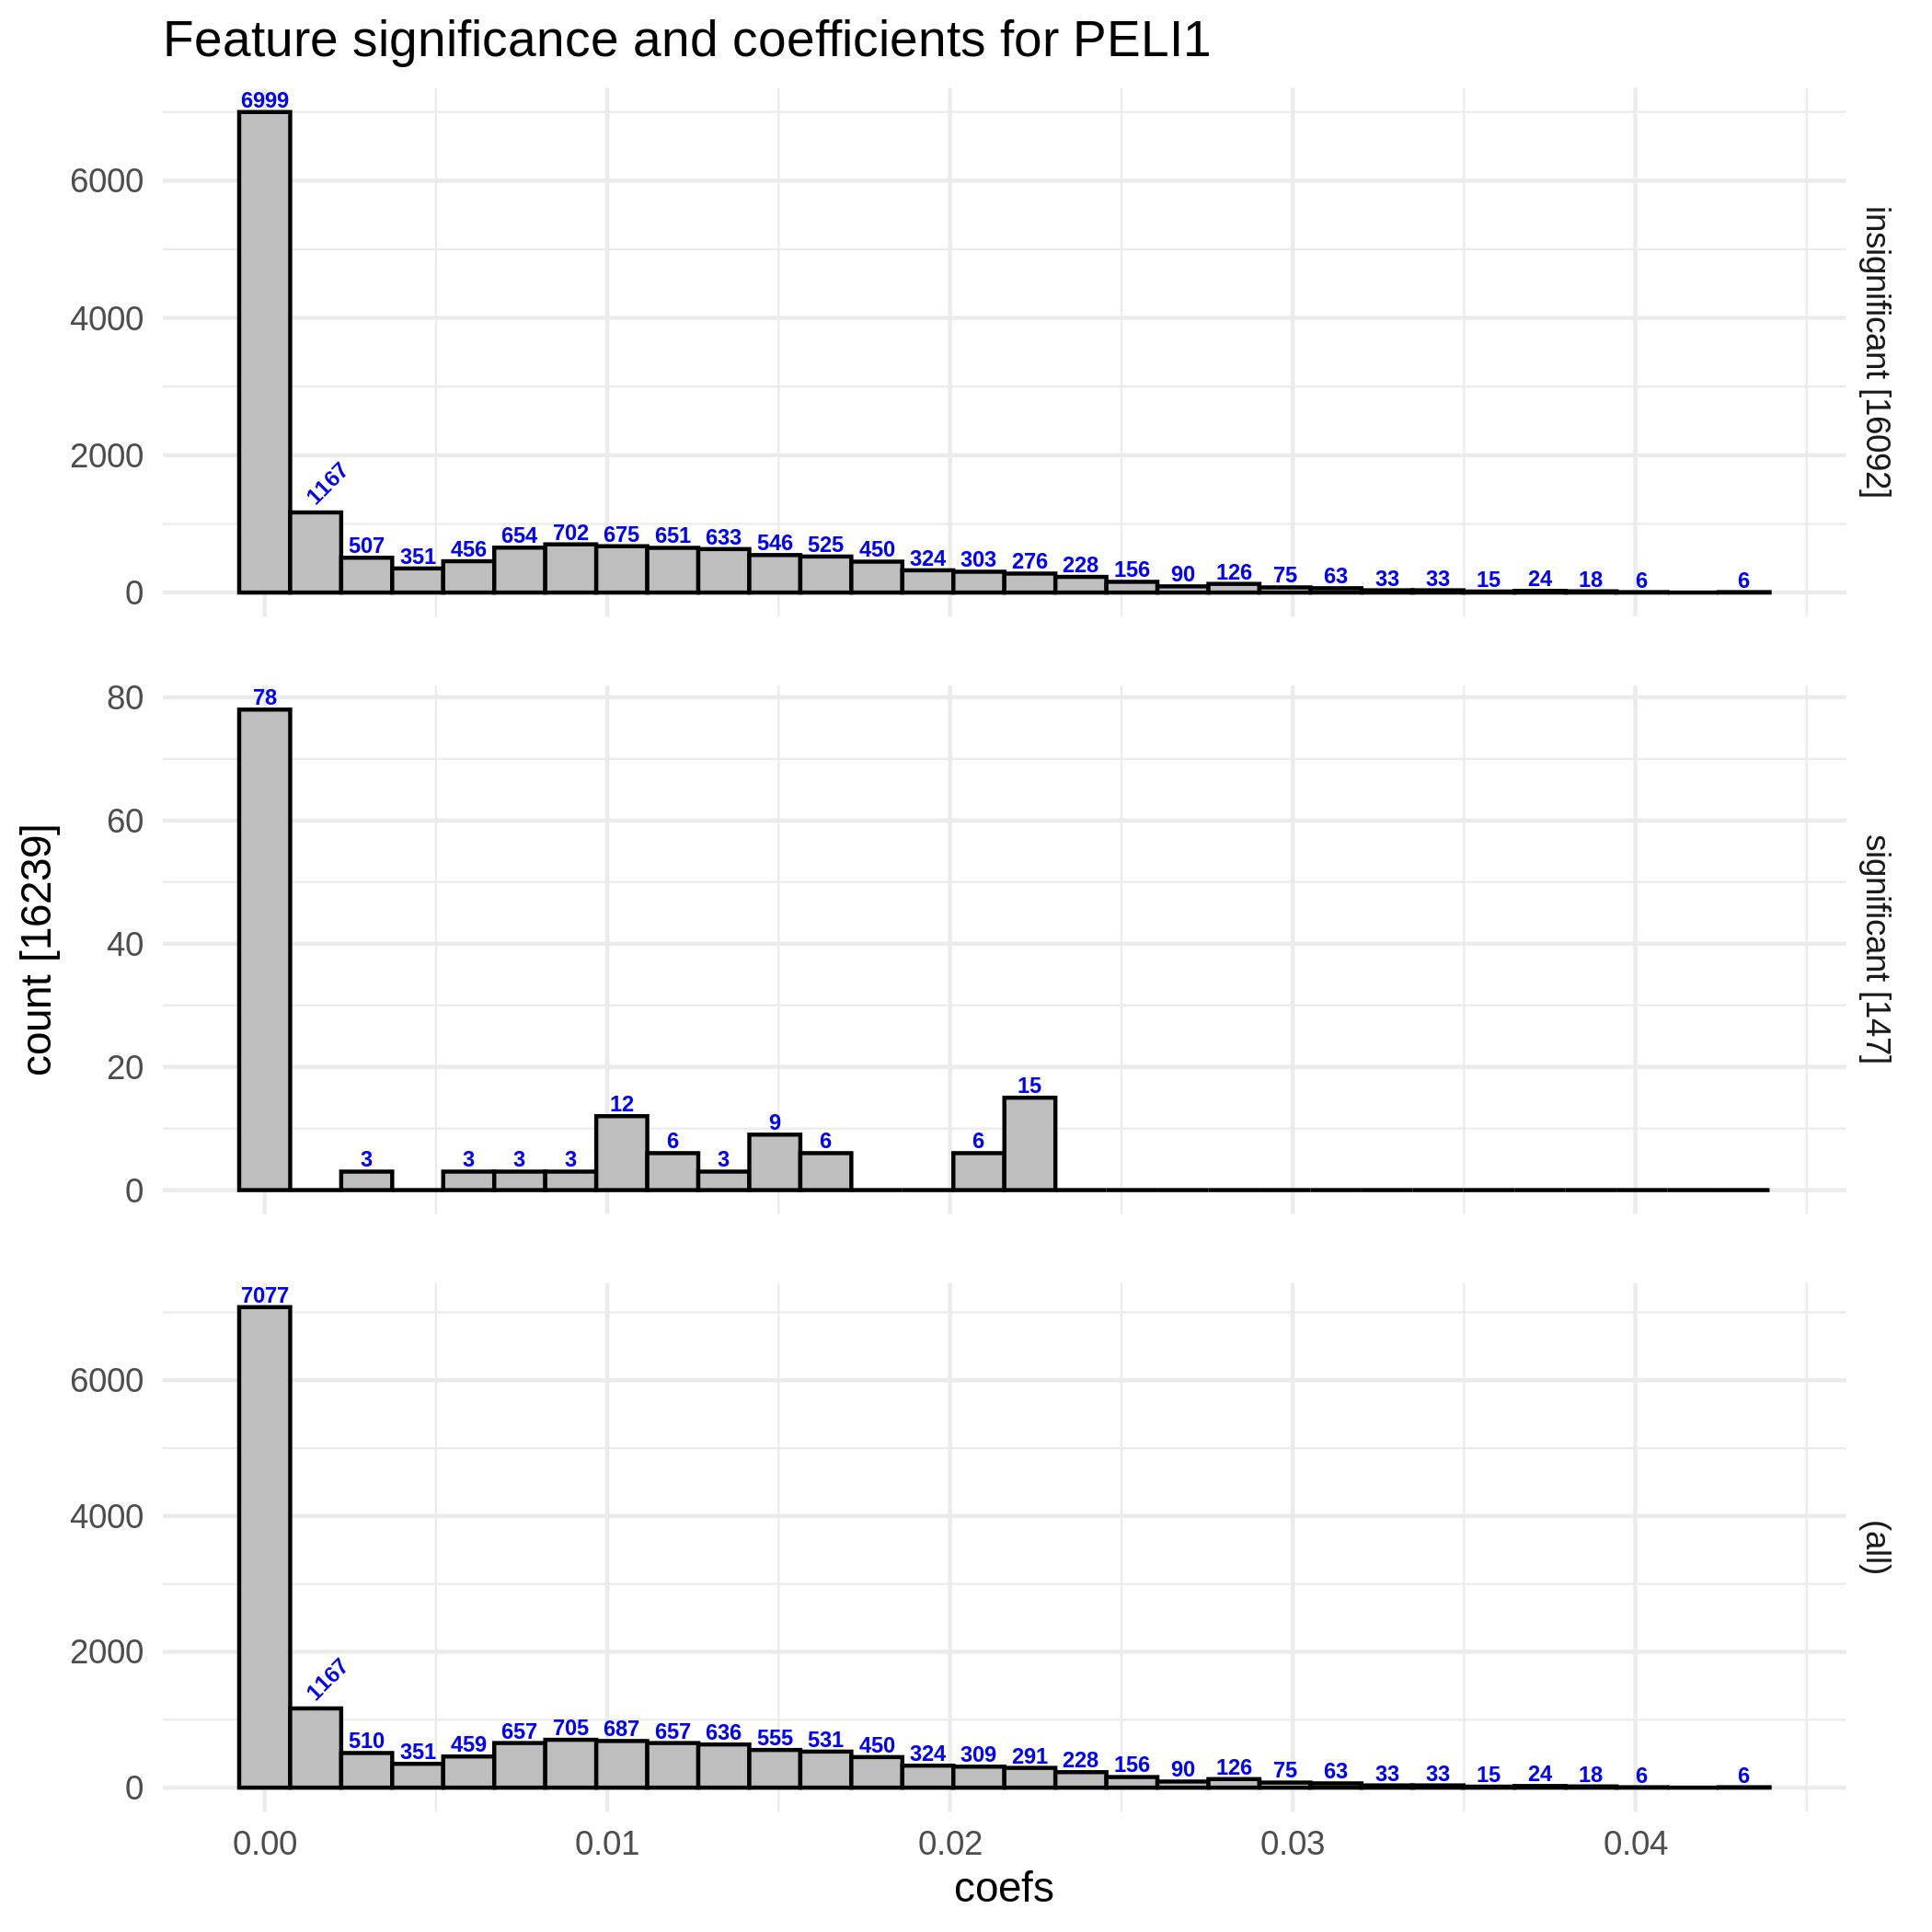 Feature significance and coefficients for PELI1
6999
1167
507 351 456 654 702 675 651 633 546 525 450 324 303 276 228 156 90 126 75 63 33 33 15 24 18 6 6
6000
4000
2000
0
insignificant [16092]
78
3 3 3 3 12 6 3 9 6 6 15
80
60
40
20
0
significant [147]
count [16239]
7077
1167
510 351 459 657 705 687 657 636 555 531 450 324 309 291 228 156 90 126 75 63 33 33 15 24 18 6 6
6000
4000
2000
0
(all)
0.00 0.01 0.02 0.03 0.04
coefs